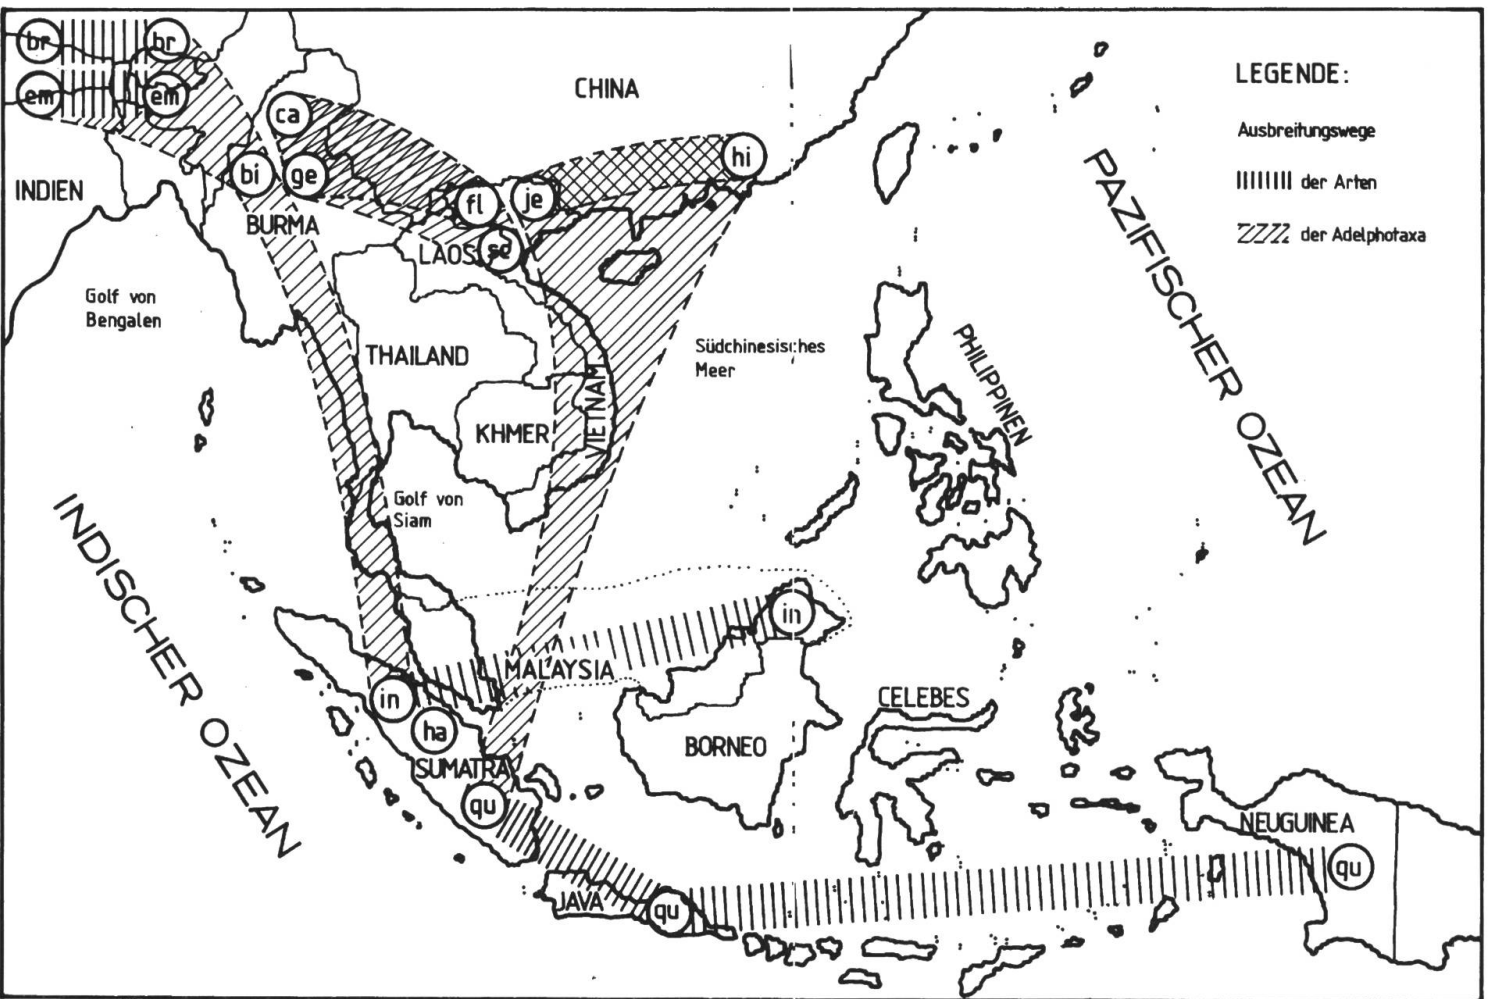 br
br
em
em
ca
CHINA
hi
LEGENDE:
Ausbreitungswege
der Arten
der Adelphotaxa
INDIEN
bi
ge
BURMA
fl
je
LAOS
sd
Golf von
Bengalen
THAILAND
KHMER
VIETNAM
Südchinesisches
Meer
PHILIPPINEN
PAZIFISCHER OZEAN
Golf von
Siam
INDISCHER OZEAN
in
MALAYSIA
in
ha
SUMATRA
qu
BORNEO
CELEBES
NEUGUINEA
qu
JAVA
qu